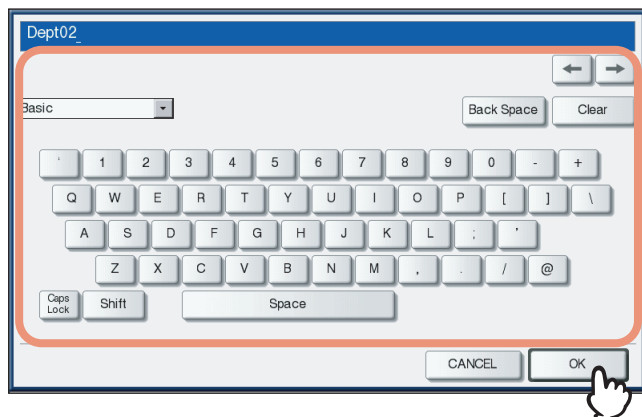 Dept02_
← →
Basic Back Space Clear
` 1 2 3 4 5 6 7 8 9 0 - +
Q W E R T Y U I O P [ ] \
A S D F G H J K L ; '
Z X C V B N M , . / @
Caps Lock Shift Space
CANCEL OK